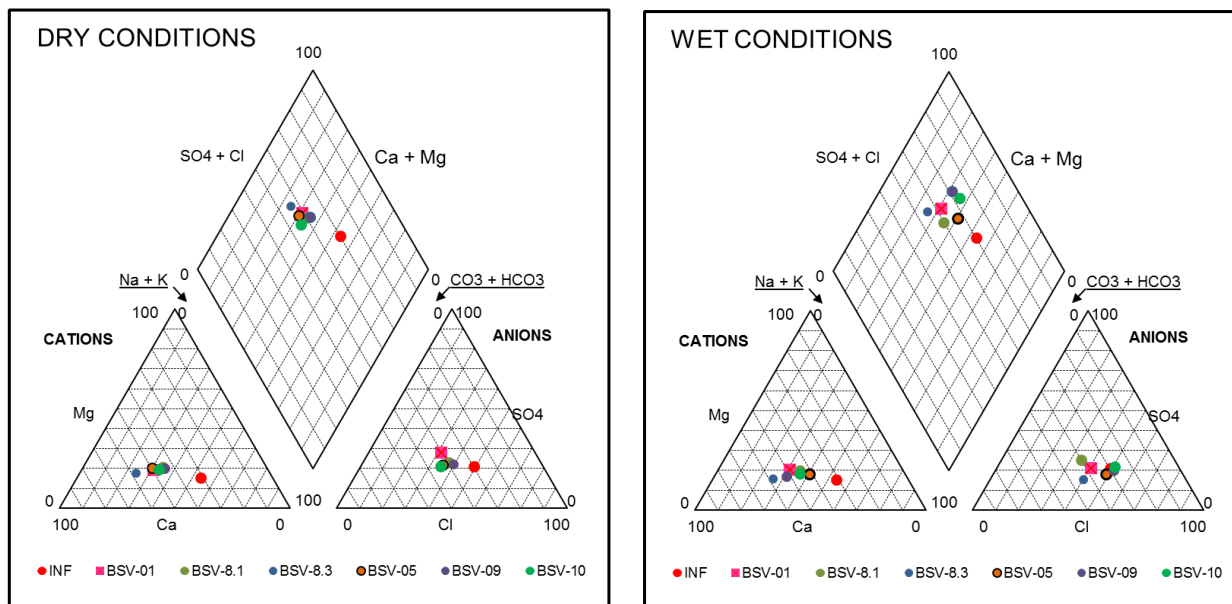 DRY CONDITIONS
100
SO4 + Cl
Ca + Mg
0
0
Na + K
CO3 + HCO3
100
0
0
100
CATIONS
ANIONS
Mg
SO4
0
100
0
100
Ca
0
0
Cl
100
INF
BSV-01
BSV-8.1
BSV-8.3
BSV-05
BSV-09
BSV-10
WET CONDITIONS
100
SO4 + Cl
Ca + Mg
0
0
Na + K
CO3 + HCO3
100
0
0
100
CATIONS
ANIONS
Mg
SO4
0
100
0
100
Ca
0
0
Cl
100
INF
BSV-01
BSV-8.1
BSV-8.3
BSV-05
BSV-09
BSV-10